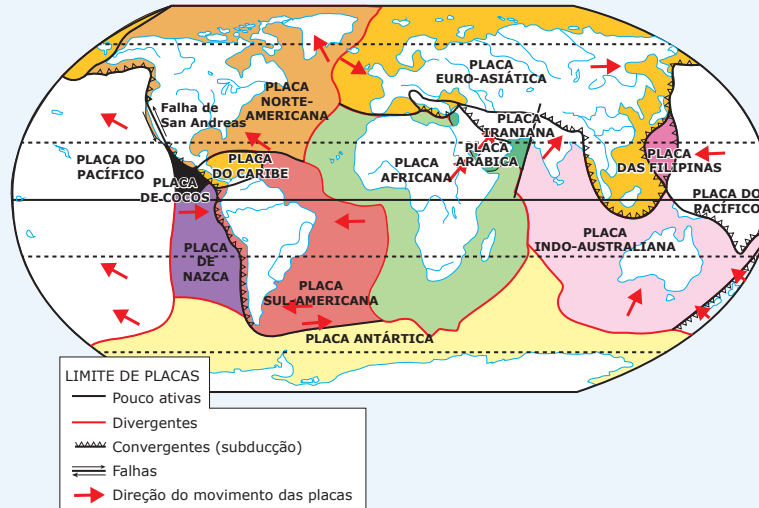 PLACA
NORTE-
AMERICANA
PLACA
EURO-ASIÁTICA
Falha de
San Andreas
PLACA
IRANIANA
PLACA
ARÁBICA
PLACA DO
PACÍFICO
PLACA
DO CARIBE
PLACA
AFRICANA
PLACA
DAS FILÍPINAS
PLACA
DE COCOS
PLACA DO
PACÍFICO
PLACA
DE
NAZCA
PLACA
INDO-AUSTRALIANA
PLACA
SUL-AMERICANA
PLACA ANTÁRTICA
LIMITE DE PLACAS
Pouco ativas
Divergentes
Convergentes (subducção)
Falhas
Direção do movimento das placas